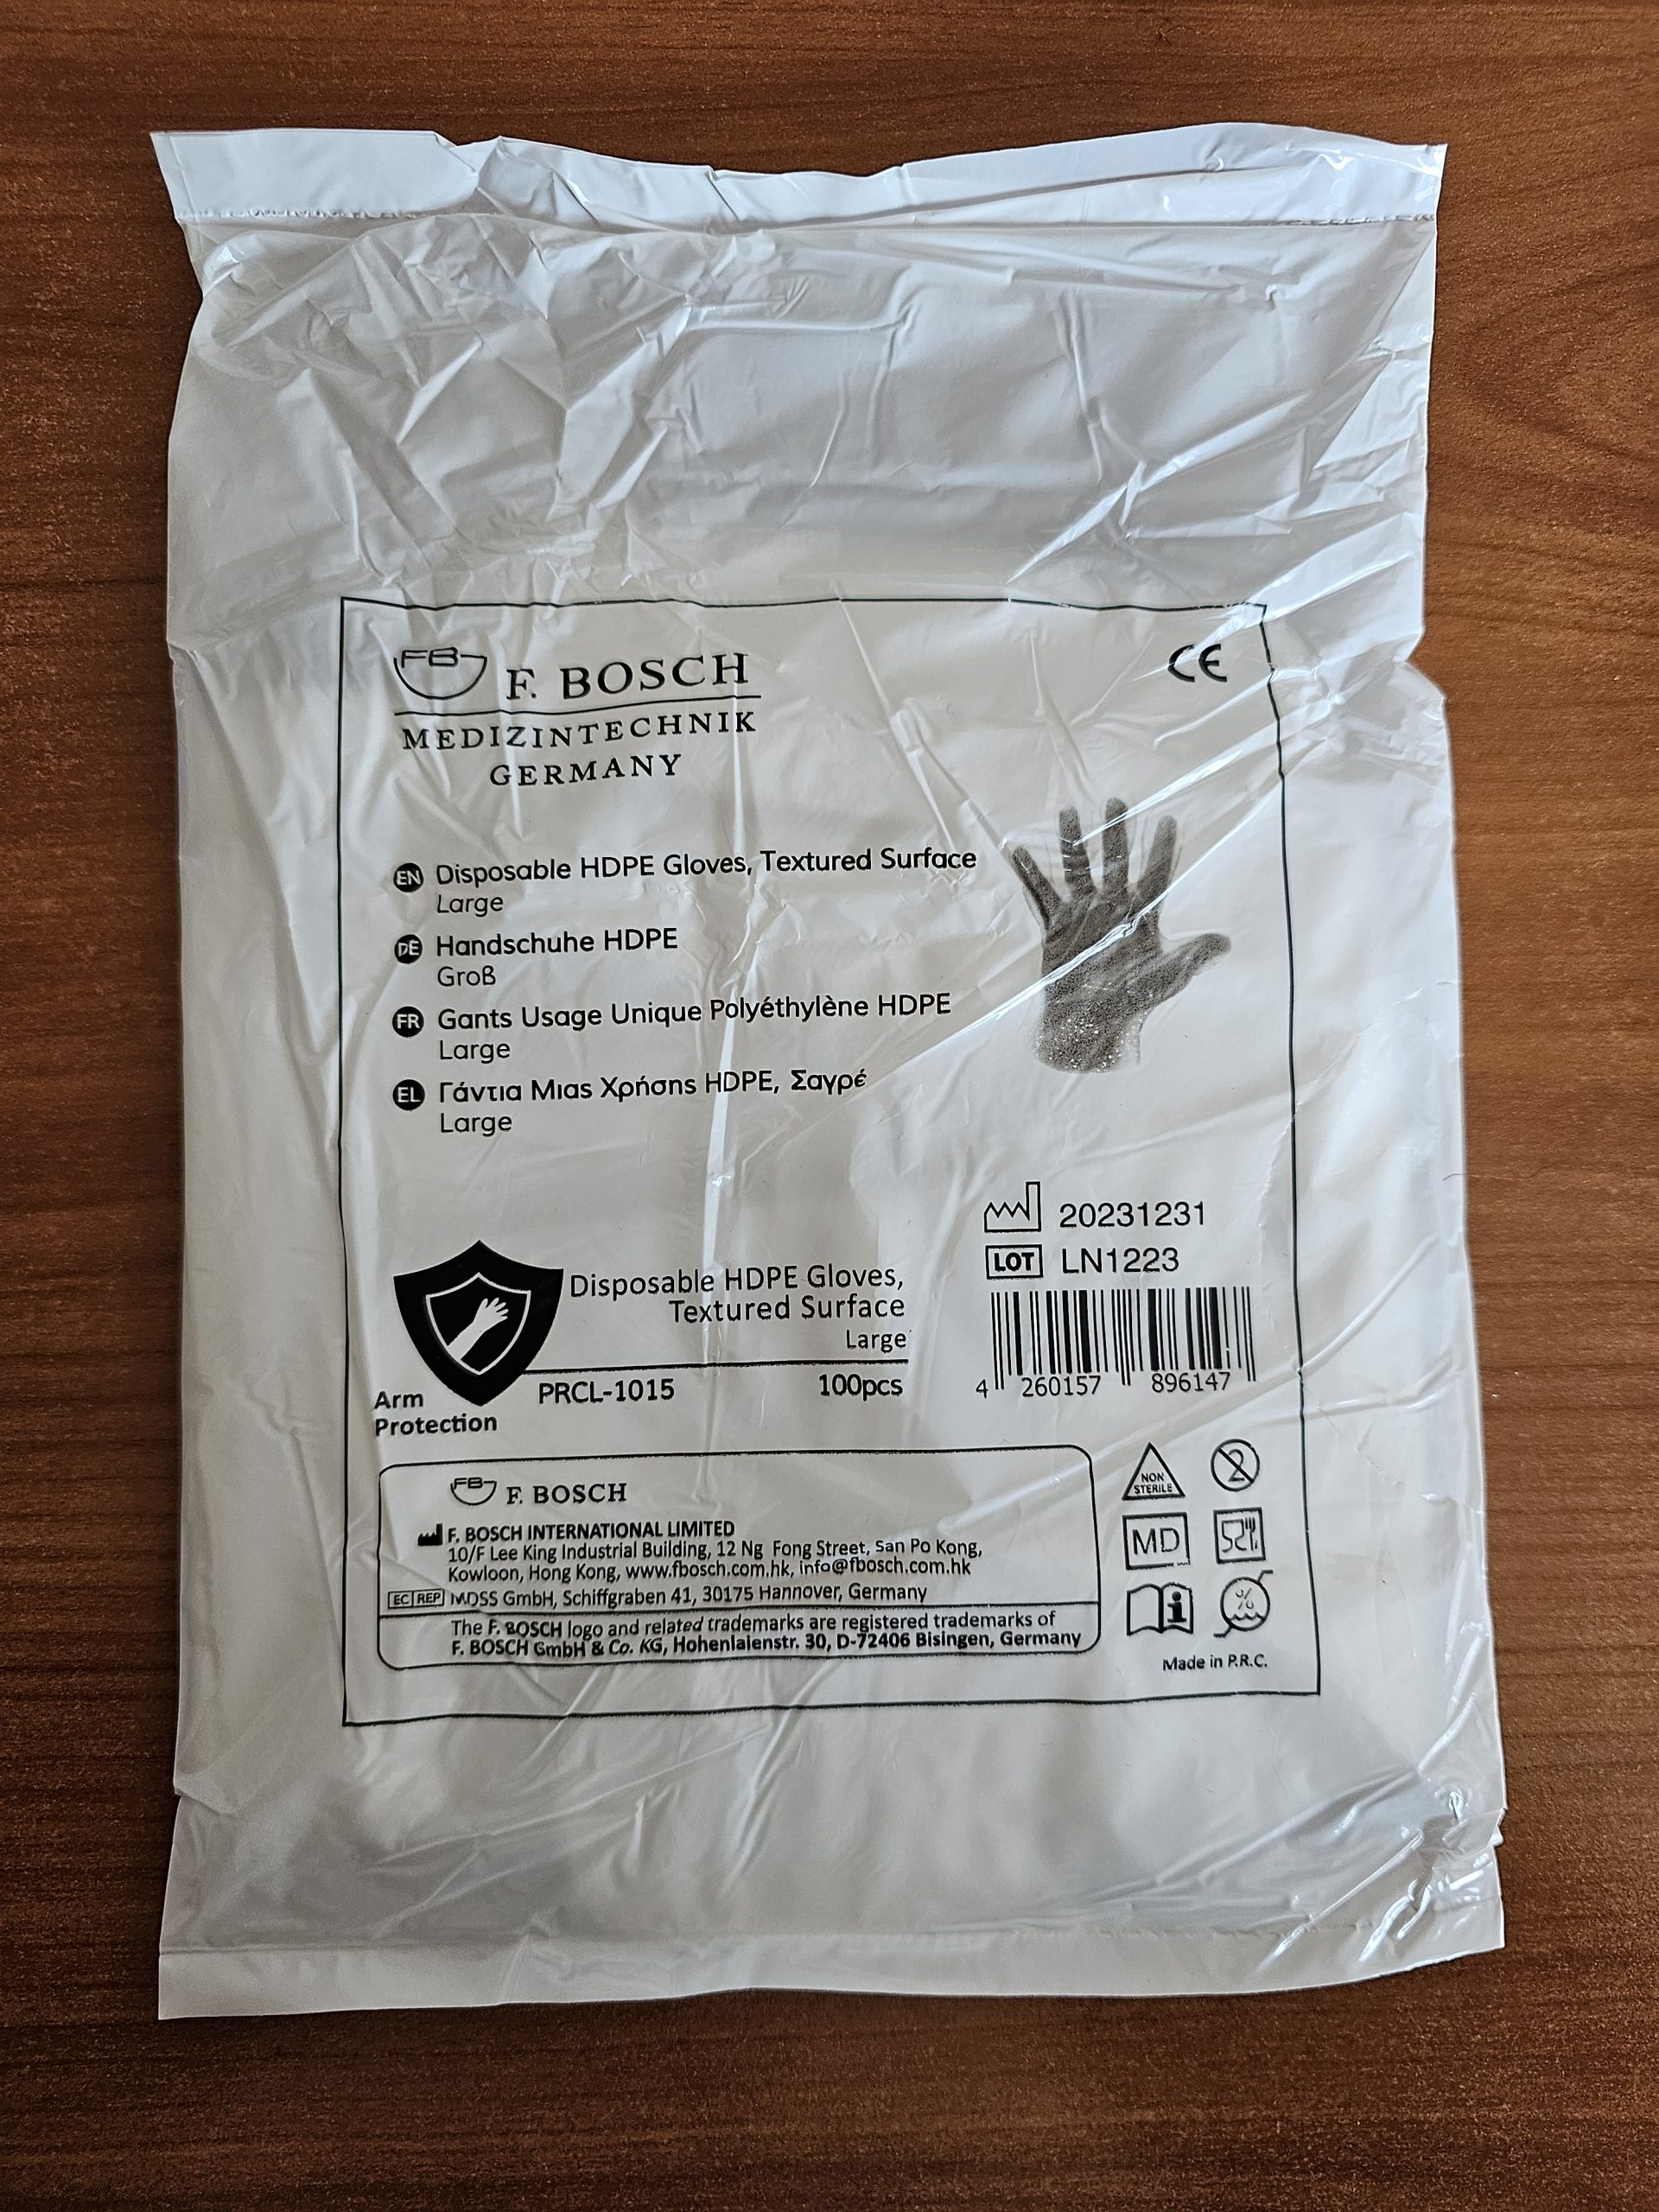 FB F. BOSCH
MEDIZINTECHNIK
GERMANY
CE
EN Disposable HDPE Gloves, Textured Surface
Large
DE Handschuhe HDPE
Groß
FR Gants Usage Unique Polyéthylène HDPE
Large
EL Γάντια Μιας Χρήσης HDPE, Σαγρέ
Large
20231231
LOT LN1223
4 260157 896147
Disposable HDPE Gloves,
Textured Surface
Large
PRCL-1015 100pcs
Arm
Protection
FB F. BOSCH
F. BOSCH INTERNATIONAL LIMITED
10/F Lee King Industrial Building, 12 Ng Fong Street, San Po Kong,
Kowloon, Hong Kong, www.fbosch.com.hk, info@fbosch.com.hk
EC REP MDSS GmbH, Schiffgraben 41, 30175 Hannover, Germany
The F. BOSCH logo and related trademarks are registered trademarks of
F. BOSCH GmbH & Co. KG, Hohenlaienstr. 30, D-72406 Bisingen, Germany
NON
STERILE
2
MD
i
%
Made in P.R.C.